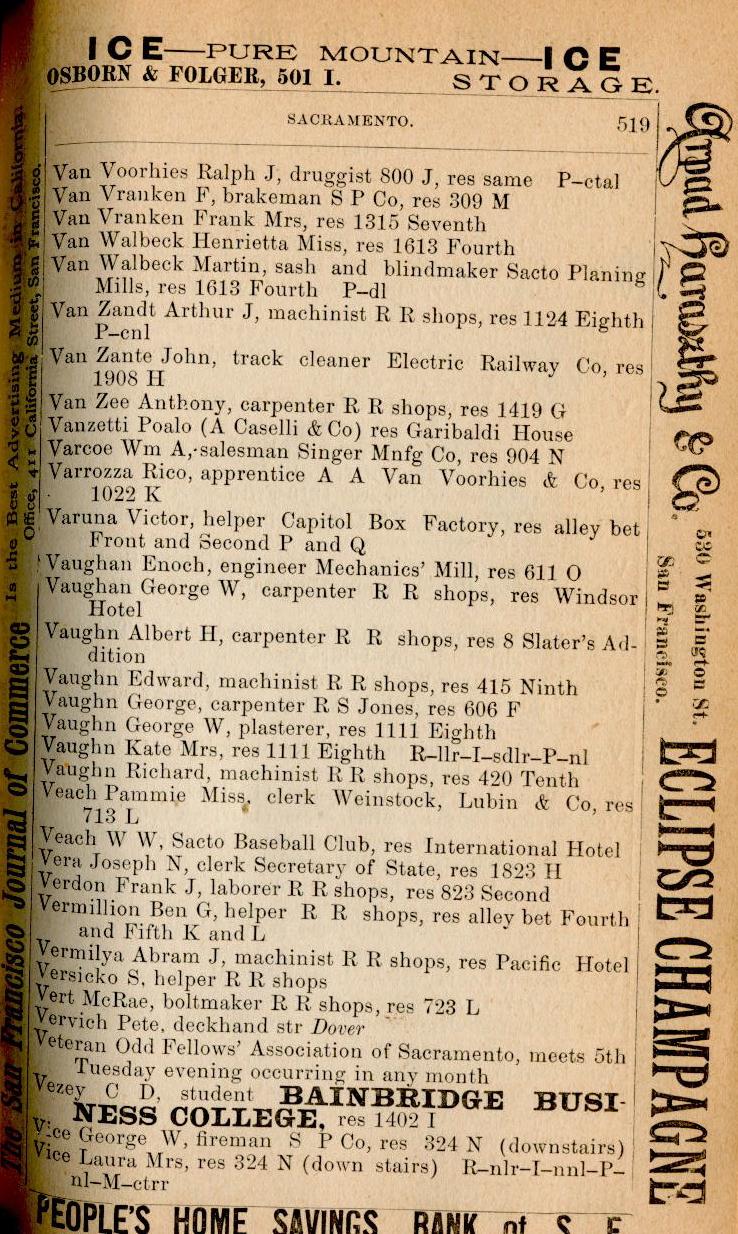 ICE—PURE MOUNTAIN—ICE
OSBORN & FOLGER, 501 I. STORAGE.
SACRAMENTO. 519
Van Voorhies Ralph J, druggist 800 J, res same P–ctal
Van Vranken F, brakeman S P Co, res 309 M
Van Vranken Frank Mrs, res 1315 Seventh
Van Walbeck Henrietta Miss, res 1613 Fourth
Van Walbeck Martin, sash and blindmaker Sacto Planing
Mills, res 1613 Fourth P–dl
Van Zandt Arthur J, machinist R R shops, res 1124 Eighth
P–cnl
Van Zante John, track cleaner Electric Railway Co, res
1908 H
Van Zee Anthony, carpenter R R shops, res 1419 G
Vanzetti Poalo (A Caselli & Co) res Garibaldi House
Varcoe Wm A, salesman Singer Mnfg Co, res 904 N
Varrozza Rico, apprentice A A Van Voorhies & Co, res
1022 K
Varuna Victor, helper Capitol Box Factory, res alley bet
Front and Second P and Q
Vaughan Enoch, engineer Mechanics' Mill, res 611 O
Vaughan George W, carpenter R R shops, res Windsor
Hotel
Vaughn Albert H, carpenter R R shops, res 8 Slater's Ad-
dition
Vaughn Edward, machinist R R shops, res 415 Ninth
Vaughn George, carpenter R S Jones, res 606 F
Vaughn George W, plasterer, res 1111 Eighth
Vaughn Kate Mrs, res 1111 Eighth R–llr–I–sdlr–P–nl
Vaughn Richard, machinist R R shops, res 420 Tenth
Veach Pammie Miss, clerk Weinstock, Lubin & Co, res
713 L
Veach W W, Sacto Baseball Club, res International Hotel
Vera Joseph N, clerk Secretary of State, res 1823 H
Verdon Frank J, laborer R R shops, res 823 Second
Vermillion Ben G, helper R R shops, res alley bet Fourth
and Fifth K and L
Vermilya Abram J, machinist R R shops, res Pacific Hotel
Versicko S, helper R R shops
Vert McRae, boltmaker R R shops, res 723 L
Vervich Pete, deckhand str Dover
Veteran Odd Fellows' Association of Sacramento, meets 5th
Tuesday evening occurring in any month
Vezey C D, student BAINBRIDGE BUSI-
NESS COLLEGE, res 1402 I
Vice George W, fireman S P Co, res 324 N (downstairs)
Vice Laura Mrs, res 324 N (down stairs) R–nlr–I–nnl–P–
nl–M–ctrr
PEOPLE'S HOME SAVINGS BANK of S. F.
The San Francisco Journal of Commerce Is the Best Advertising Medium in California.
Office, 411 California Street, San Francisco.
Arpad Haraszthy & Co. 530 Washington St.
San Francisco.
ECLIPSE CHAMPAGNE